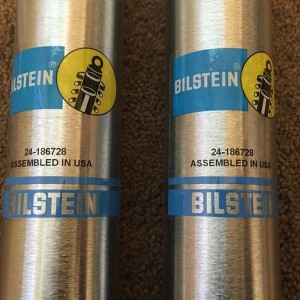 BILSTEIN®
24-186728
ASSEMBLED IN USA
BILSTEIN
BILSTEIN®
24-186728
ASSEMBLED IN USA
BILSTEIN